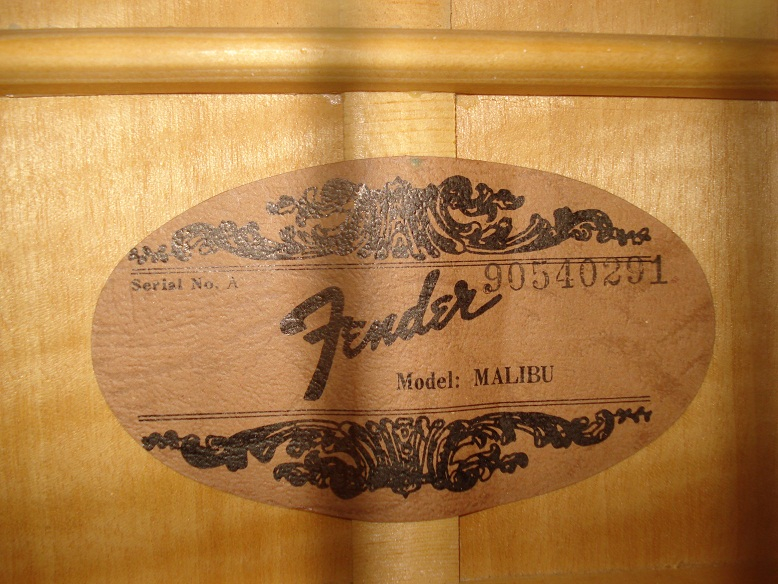 Serial No. A 90540291
Fender
Model: MALIBU